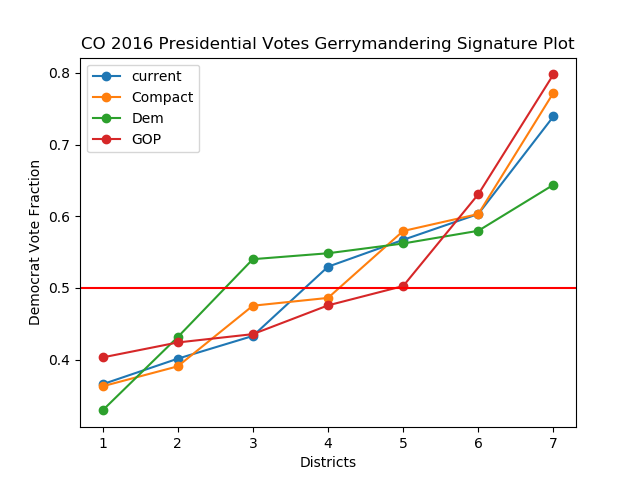 CO 2016 Presidential Votes Gerrymandering Signature Plot
current
Compact
Dem
GOP
0.8
0.7
0.6
0.5
0.4
Democrat Vote Fraction
1 2 3 4 5 6 7
Districts